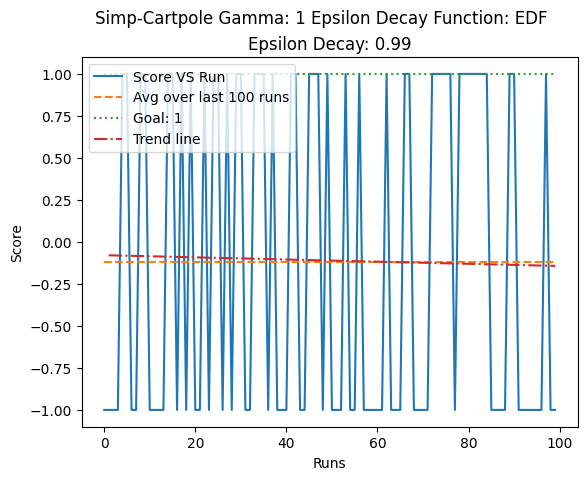 Simp-Cartpole Gamma: 1 Epsilon Decay Function: EDF
Epsilon Decay: 0.99
Score VS Run
Avg over last 100 runs
Goal: 1
Trend line
1.00
0.75
0.50
0.25
0.00
−0.25
−0.50
−0.75
−1.00
Score
0 20 40 60 80 100
Runs